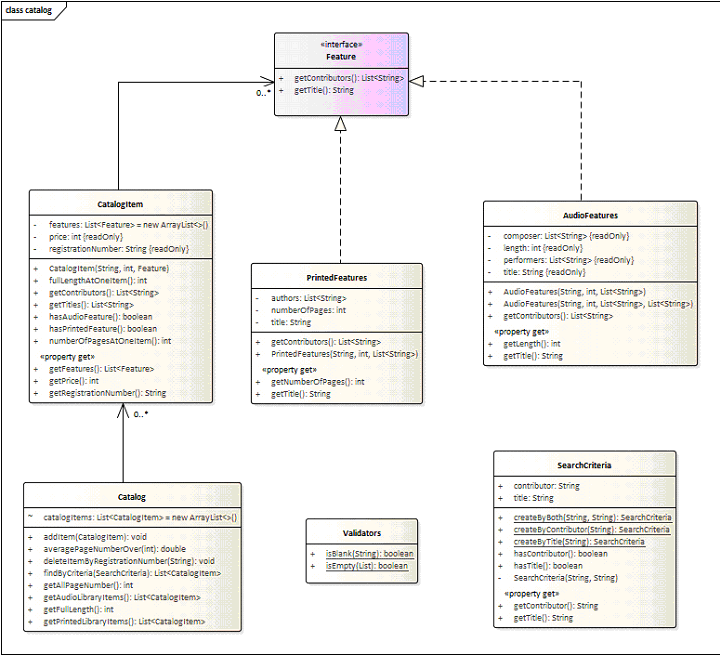 class catalog
«interface»
Feature
+ getContributors(): List<String>
+ getTitle(): String
0..*
CatalogItem
- features: List<Feature> = new ArrayList<>()
- price: int {readOnly}
- registrationNumber: String {readOnly}
+ CatalogItem(String, int, Feature)
+ fullLengthAtOneItem(): int
+ getContributors(): List<String>
+ getTitles(): List<String>
+ hasAudioFeature(): boolean
+ hasPrintedFeature(): boolean
+ numberOfPagesAtOneItem(): int
«property get»
+ getFeatures(): List<Feature>
+ getPrice(): int
+ getRegistrationNumber(): String
0..*
PrintedFeatures
- authors: List<String>
- numberOfPages: int
- title: String
+ getContributors(): List<String>
+ PrintedFeatures(String, int, List<String>)
«property get»
+ getNumberOfPages(): int
+ getTitle(): String
AudioFeatures
- composer: List<String> {readOnly}
- length: int {readOnly}
- performers: List<String> {readOnly}
- title: String {readOnly}
+ AudioFeatures(String, int, List<String>)
+ AudioFeatures(String, int, List<String>, List<String>)
+ getContributors(): List<String>
«property get»
+ getLength(): int
+ getTitle(): String
Catalog
~ catalogItems: List<CatalogItem> = new ArrayList<>()
+ addItem(CatalogItem): void
+ averagePageNumberOver(int): double
+ deleteItemByRegistrationNumber(String): void
+ findByCriteria(SearchCriteria): List<CatalogItem>
+ getAllPageNumber(): int
+ getAudioLibraryItems(): List<CatalogItem>
+ getFullLength(): int
+ getPrintedLibraryItems(): List<CatalogItem>
Validators
+ isBlank(String): boolean
+ isEmpty(List): boolean
SearchCriteria
+ contributor: String
+ title: String
+ createByBoth(String, String): SearchCriteria
+ createByContributor(String): SearchCriteria
+ createByTitle(String): SearchCriteria
+ hasContributor(): boolean
+ hasTitle(): boolean
- SearchCriteria(String, String)
«property get»
+ getContributor(): String
+ getTitle(): String